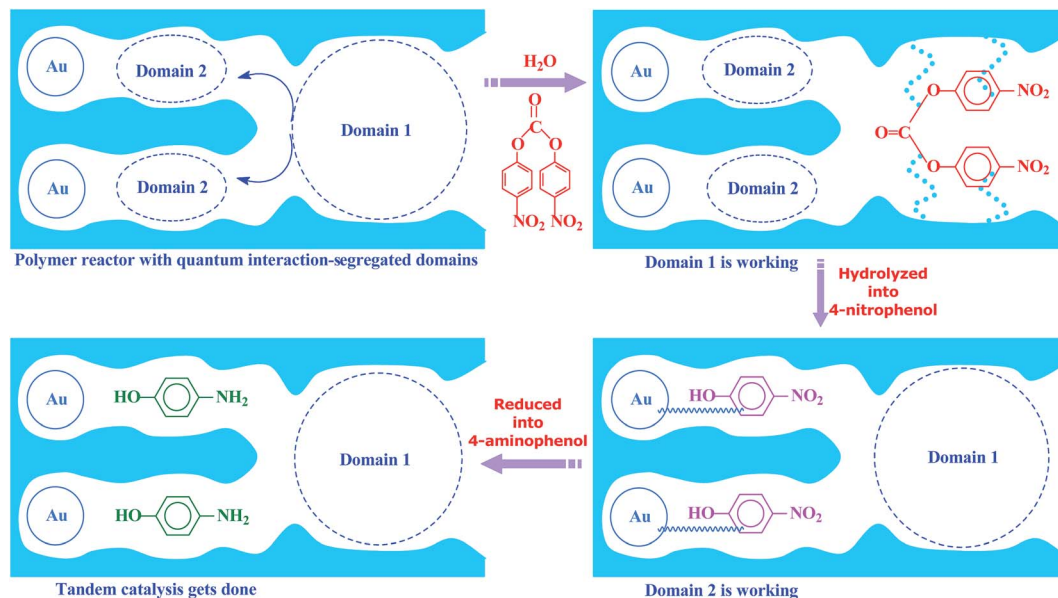 Au
Domain 2
Domain 1
Au
Domain 2
Polymer reactor with quantum interaction-segregated domains
H₂O
O
C
O O
NO₂ NO₂
Au
Domain 2
O NO₂
O=C
O NO₂
Au
Domain 2
Domain 1 is working
Hydrolyzed
into
4-nitrophenol
Au
HO NO₂
Domain 1
Au
HO NO₂
Domain 2 is working
Reduced
into
4-aminophenol
Au
HO NH₂
Domain 1
Au
HO NH₂
Tandem catalysis gets done